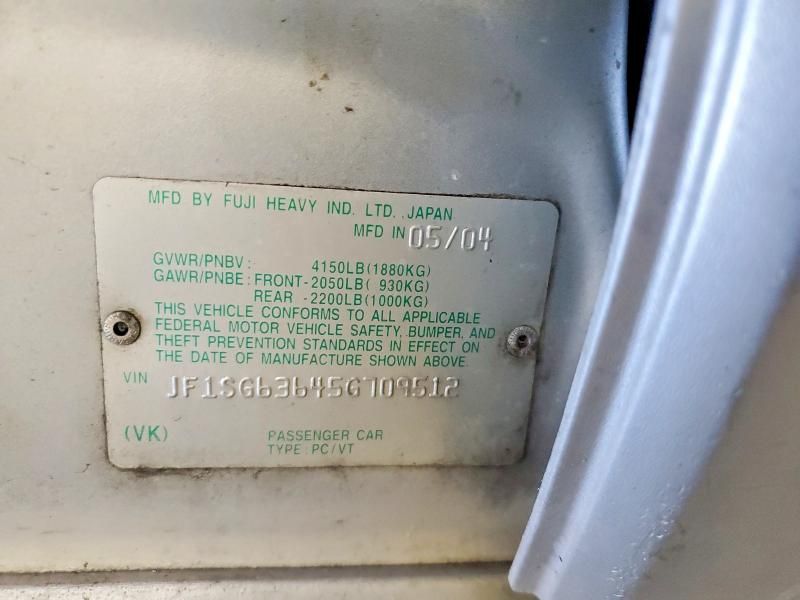 MFD BY FUJI HEAVY IND. LTD., JAPAN
MFD IN 05/04
GVWR/PNBV: 4150LB(1880KG)
GAWR/PNBE: FRONT-2050LB( 930KG)
REAR -2200LB(1000KG)
THIS VEHICLE CONFORMS TO ALL APPLICABLE
FEDERAL MOTOR VEHICLE SAFETY, BUMPER, AND
THEFT PREVENTION STANDARDS IN EFFECT ON
THE DATE OF MANUFACTURE SHOWN ABOVE.
VIN JF1SG63645G709512
(VK) PASSENGER CAR
TYPE: PC/VT